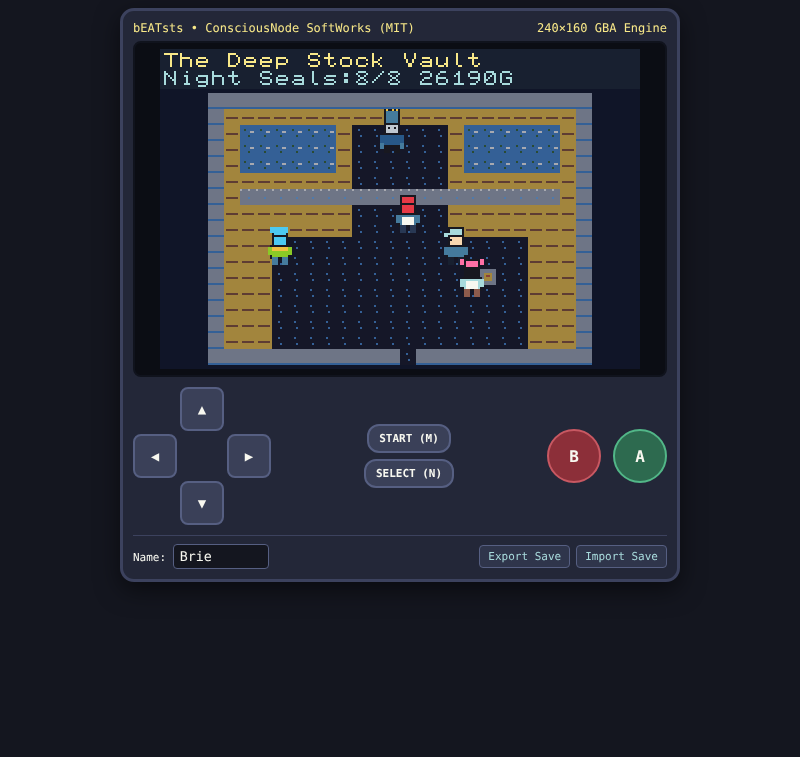 bEATsts • ConsciousNode SoftWorks (MIT)
240×160 GBA Engine
The Deep Stock Vault
Night Seals:8/8 26190G
START (M)
SELECT (N)
B
A
Name: Brie
Export Save
Import Save